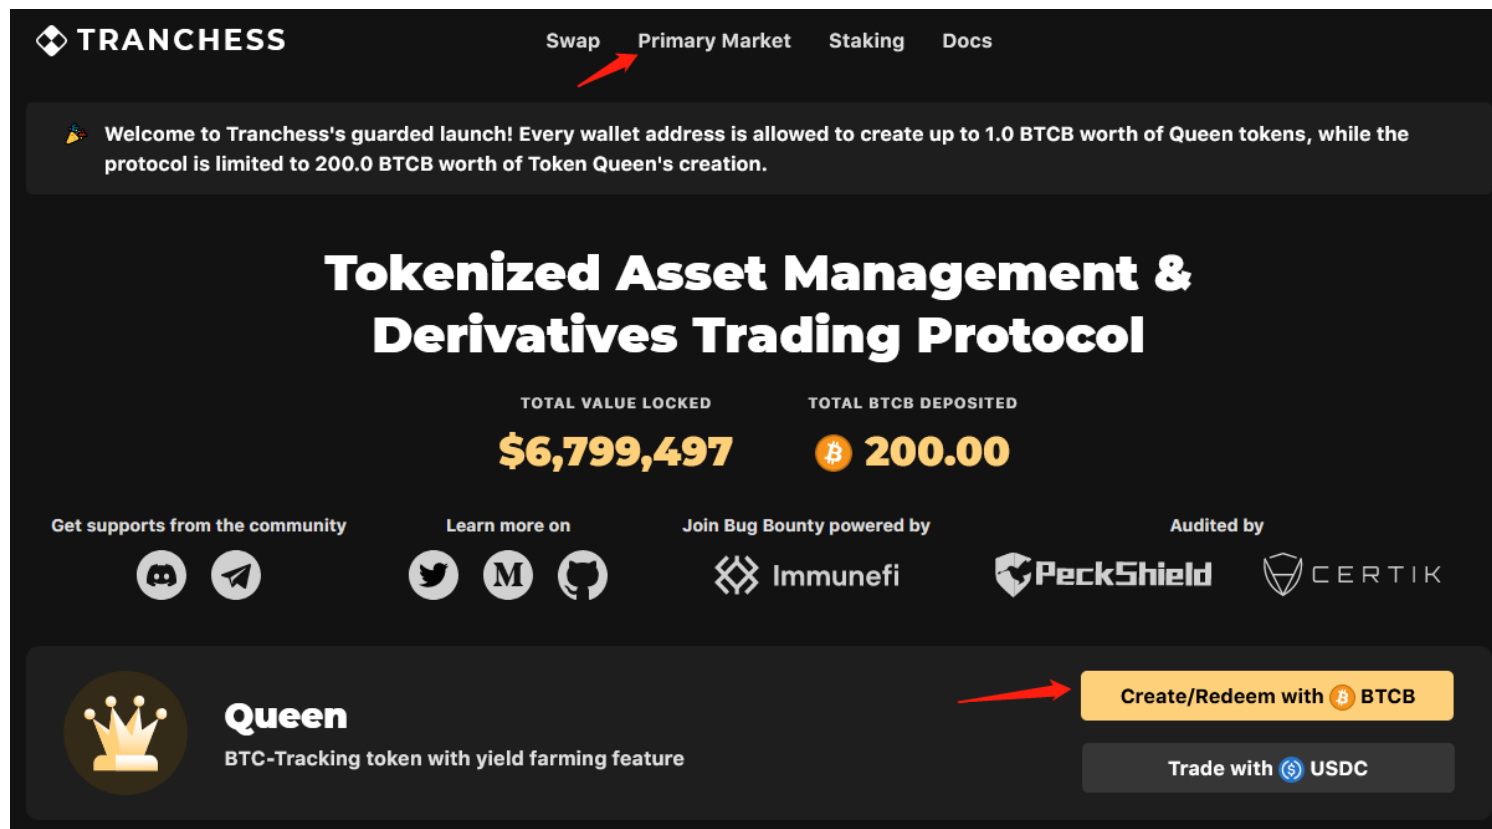 TRANCHESS
Swap Primary Market Staking Docs
Welcome to Tranchess's guarded launch! Every wallet address is allowed to create up to 1.0 BTCB worth of Queen tokens, while the
protocol is limited to 200.0 BTCB worth of Token Queen's creation.
Tokenized Asset Management &
Derivatives Trading Protocol
TOTAL VALUE LOCKED TOTAL BTCB DEPOSITED
$6,799,497 200.00
Get supports from the community Learn more on Join Bug Bounty powered by Audited by
M Immunefi PeckShield CERTIK
Queen
BTC-Tracking token with yield farming feature
Create/Redeem with BTCB
Trade with USDC